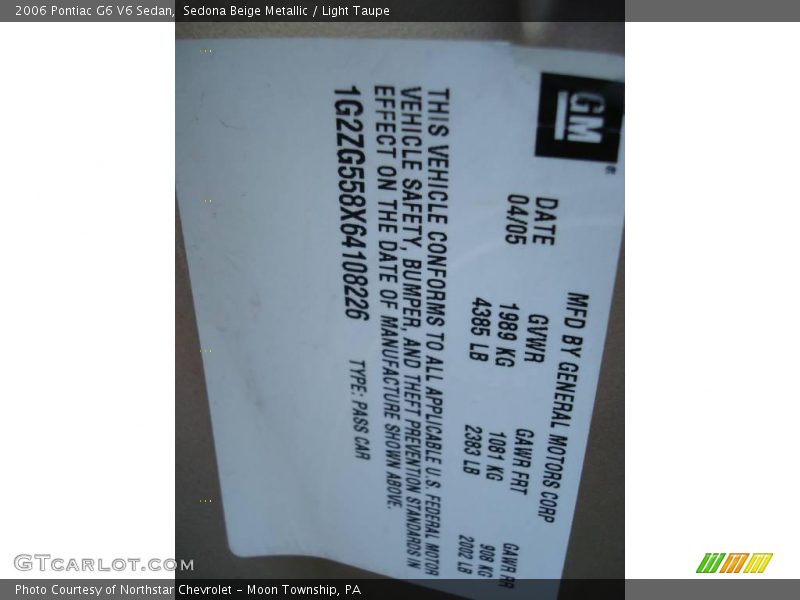 2006 Pontiac G6 V6 Sedan, Sedona Beige Metallic / Light Taupe
GM
MFD BY GENERAL MOTORS CORP
DATE GVWR GAWR FRT GAWR RR
04/05 1989 KG 1081 KG 908 KG
4385 LB 2383 LB 2002 LB
THIS VEHICLE CONFORMS TO ALL APPLICABLE U.S. FEDERAL MOTOR
VEHICLE SAFETY, BUMPER, AND THEFT PREVENTION STANDARDS IN
EFFECT ON THE DATE OF MANUFACTURE SHOWN ABOVE.
1G2ZG558X64108226 TYPE: PASS CAR
GTCarlot.com
Photo Courtesy of Northstar Chevrolet - Moon Township, PA